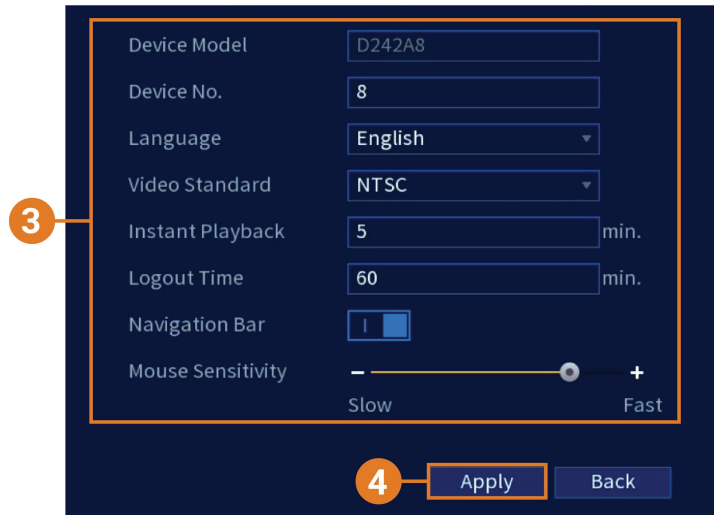 Device Model D242A8
Device No. 8
Language English
Video Standard NTSC
3
Instant Playback 5 min.
Logout Time 60 min.
Navigation Bar
Mouse Sensitivity - +
Slow Fast
4 Apply Back